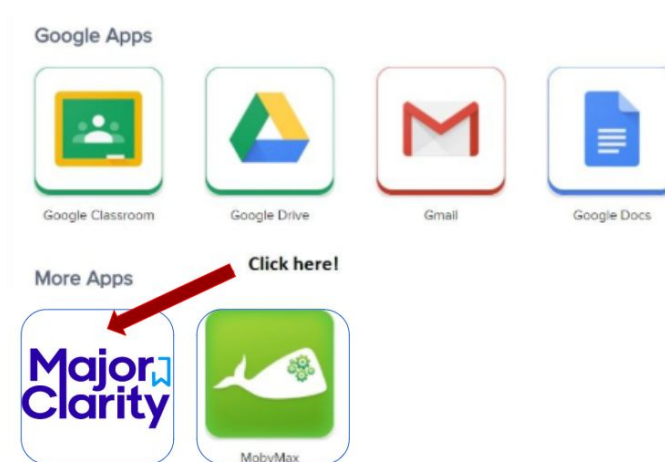 Google Apps
Google Classroom
Google Drive
Gmail
Google Docs
Click here!
More Apps
Major
Clarity
MobyMax